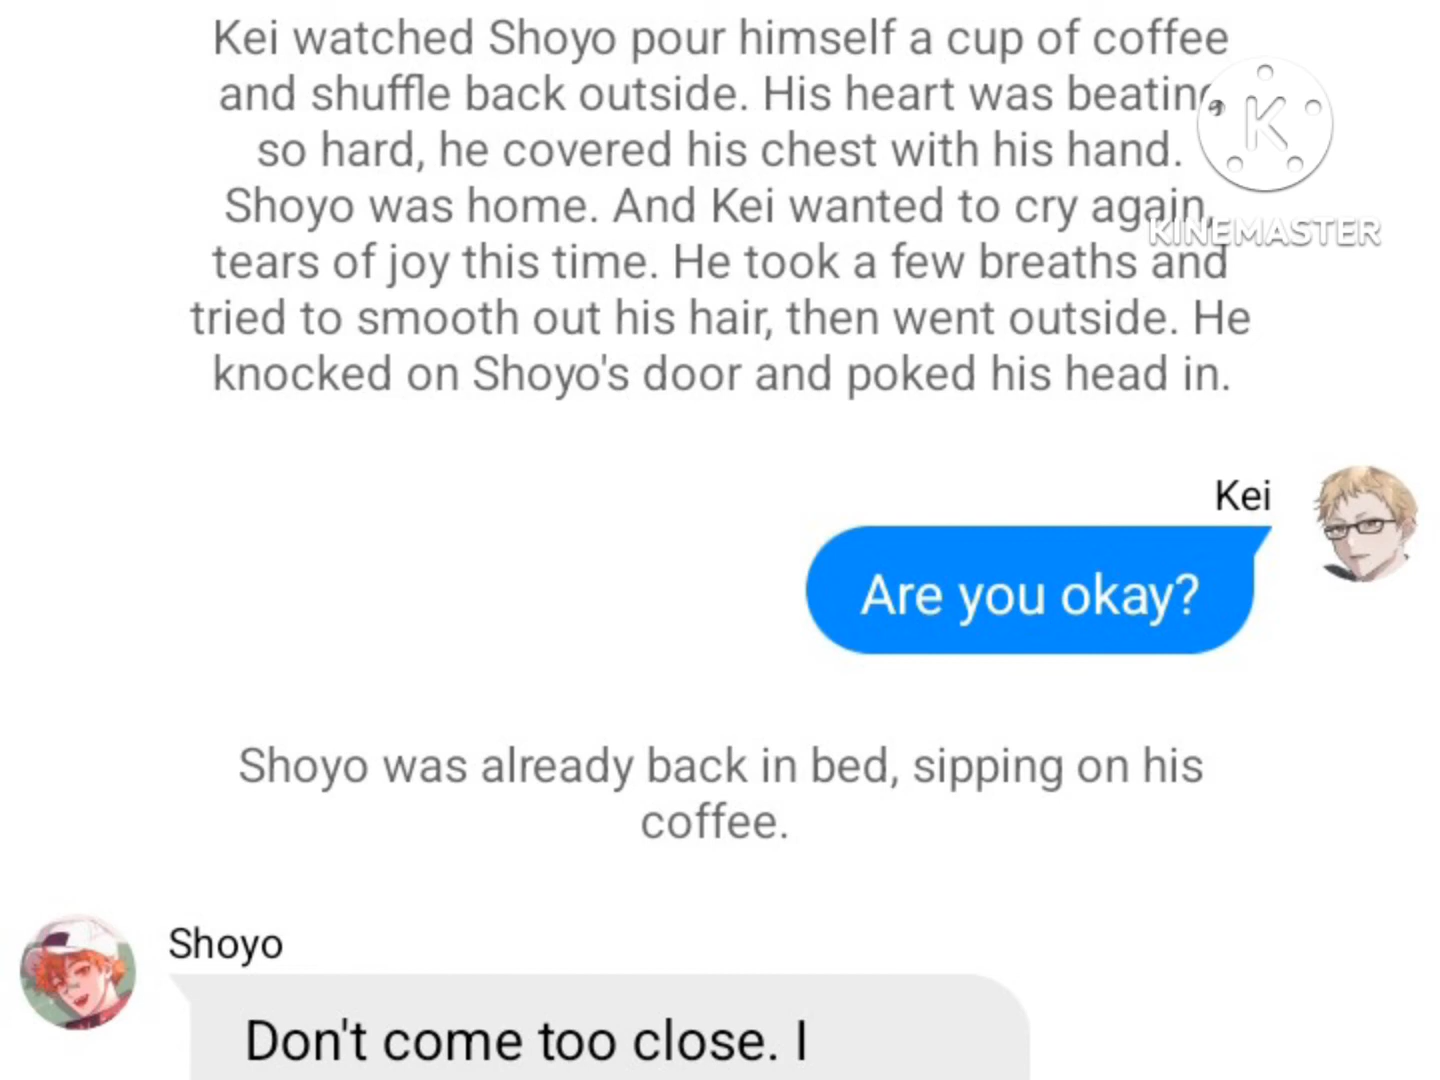 Kei watched Shoyo pour himself a cup of coffee
and shuffle back outside. His heart was beating
so hard, he covered his chest with his hand.
Shoyo was home. And Kei wanted to cry again,
tears of joy this time. He took a few breaths and
tried to smooth out his hair, then went outside. He
knocked on Shoyo's door and poked his head in.
K
KINEMASTER
Kei
Are you okay?
Shoyo was already back in bed, sipping on his
coffee.
Shoyo
Don't come too close. I